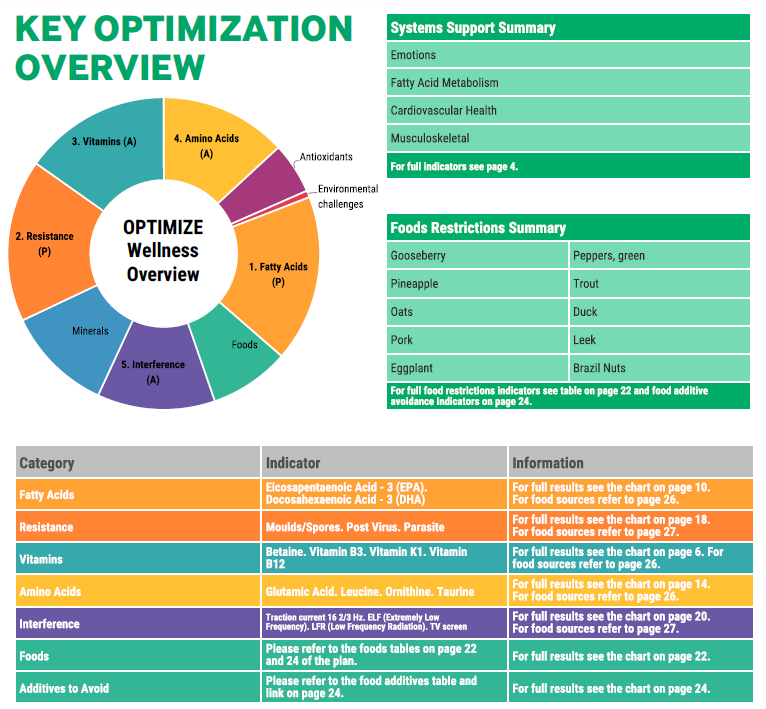 KEY OPTIMIZATION
OVERVIEW
3. Vitamins (A)
4. Amino Acids
(A)
Antioxidants
Environmental
challenges
2. Resistance
(P)
OPTIMIZE
Wellness
Overview
1. Fatty Acids
(P)
Minerals
5. Interference
(A)
Foods
Systems Support Summary
Emotions
Fatty Acid Metabolism
Cardiovascular Health
Musculoskeletal
For full indicators see page 4.
Foods Restrictions Summary
Gooseberry Peppers, green
Pineapple Trout
Oats Duck
Pork Leek
Eggplant Brazil Nuts
For full food restrictions indicators see table on page 22 and food additive
avoidance indicators on page 24.
Category Indicator Information
Fatty Acids
Eicosapentaenoic Acid - 3 (EPA).
Docosahexaenoic Acid - 3 (DHA)
For full results see the chart on page 10.
For food sources refer to page 26.
Resistance
Moulds/Spores. Post Virus. Parasite
For full results see the chart on page 18.
For food sources refer to page 27.
Vitamins
Betaine. Vitamin B3. Vitamin K1. Vitamin
B12
For full results see the chart on page 6. For
food sources refer to page 26.
Amino Acids
Glutamic Acid. Leucine. Ornithine. Taurine
For full results see the chart on page 14.
For food sources refer to page 26.
Interference
Traction current 16 2/3 Hz. ELF (Extremely Low
Frequency). LFR (Low Frequency Radiation). TV screen
For full results see the chart on page 20.
For food sources refer to page 27.
Foods
Please refer to the foods tables on page 22
and 24 of the plan.
For full results see the chart on page 22.
Additives to Avoid
Please refer to the food additives table and
link on page 24.
For full results see the chart on page 24.